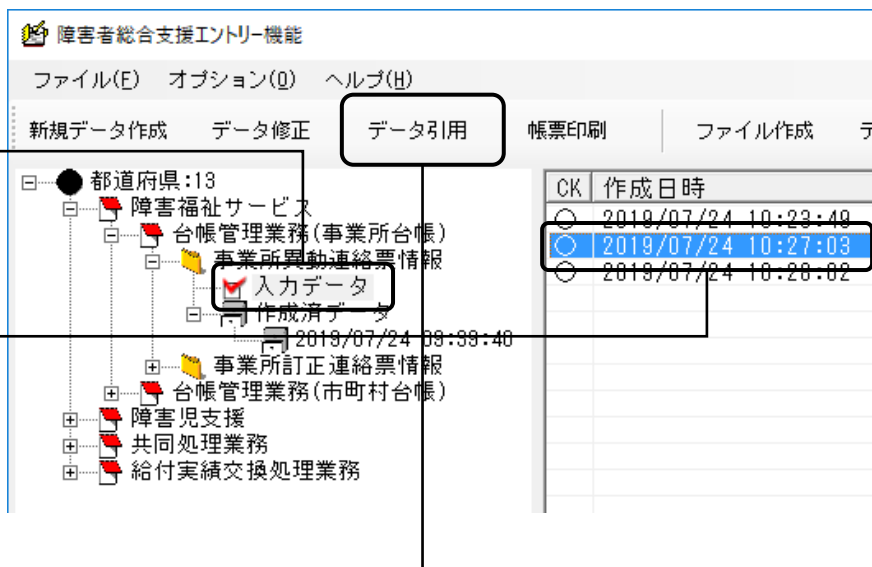 障害者総合支援エントリー機能
ファイル(F) オプション(O) ヘルプ(H)
新規データ作成 データ修正 データ引用 帳票印刷 ファイル作成
都道府県:13
障害福祉サービス
台帳管理業務(事業所台帳)
事業所異動連絡票情報
入力データ
作成済データ
2019/07/24 09:39:40
事業所訂正連絡票情報
台帳管理業務(市町村台帳)
障害児支援
共同処理業務
給付実績交換処理業務
CK 作成日時
○ 2019/07/24 10:23:49
○ 2019/07/24 10:27:03
○ 2019/07/24 10:28:02